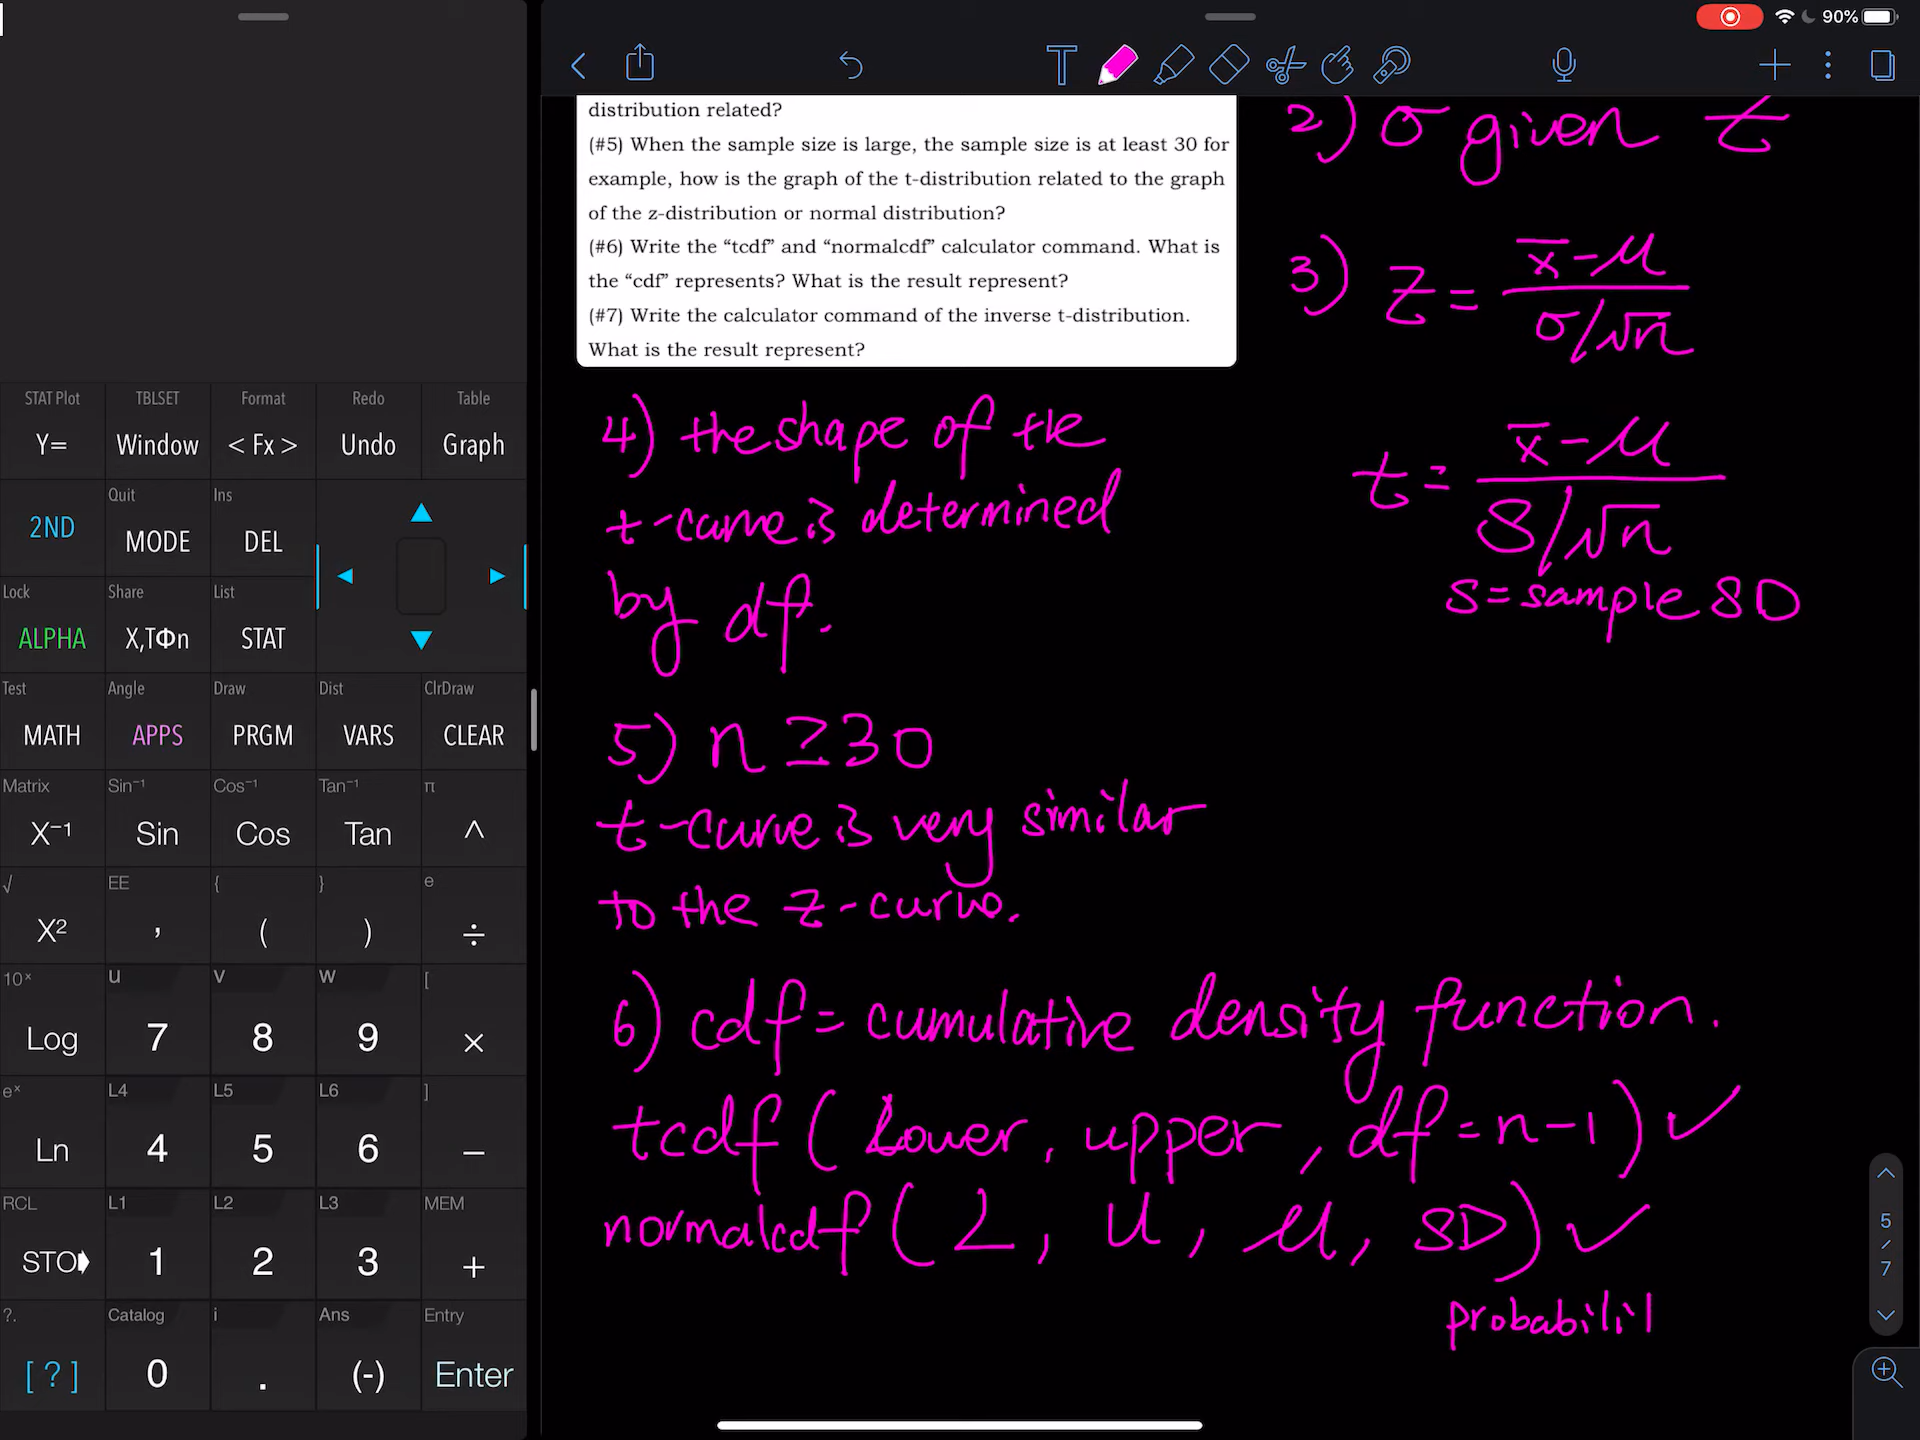 90%
distribution related?
(#5) When the sample size is large, the sample size is at least 30 for
example, how is the graph of the t-distribution related to the graph
of the z-distribution or normal distribution?
(#6) Write the “tcdf” and “normalcdf” calculator command. What is
the “cdf” represents? What is the result represent?
(#7) Write the calculator command of the inverse t-distribution.
What is the result represent?
2) σ given t
3) z = x̄-μ / σ/√n
t = x̄-μ / s/√n
s = sample SD
4) the shape of the
t-curve is determined
by df.
5) n ≥ 30
t-curve is very similar
to the z-curve.
6) cdf = cumulative density function.
tcdf ( Lower, upper, df = n-1) ✓
normalcdf ( L, U, μ, SD) ✓
probabilit
STAT Plot TBLSET Format Redo Table
Y= Window < Fx > Undo Graph
Quit Ins
2ND MODE DEL
Lock Share List
ALPHA X,TΦn STAT
Test Angle Draw Dist ClrDraw
MATH APPS PRGM VARS CLEAR
Matrix Sin⁻¹ Cos⁻¹ Tan⁻¹ π
X⁻¹ Sin Cos Tan ^
√ EE { } e
X² , ( ) ÷
10ˣ u v w [
Log 7 8 9 ×
eˣ L4 L5 L6 ]
Ln 4 5 6 −
RCL L1 L2 L3 MEM
STO 1 2 3 +
?. Catalog i Ans Entry
[ ? ] 0 . (-) Enter
5
/
7